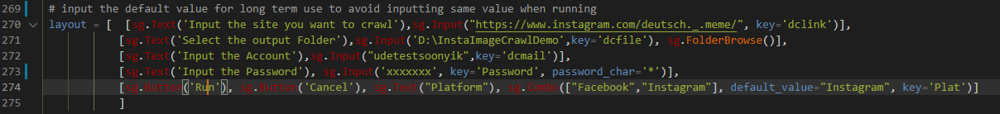 269 # input the default value for long term use to avoid inputting same value when running
270 layout = [ [sg.Text('Input the site you want to crawl'),sg.Input("https://www.instagram.com/deutsch._.meme/", key='dclink')],
271 [sg.Text('Select the output Folder'),sg.Input('D:\InstaImageCrawlDemo',key='dcfile'), sg.FolderBrowse()],
272 [sg.Text('Input the Account'),sg.Input("udetestsoonyik",key='dcmail')],
273 [sg.Text('Input the Password'), sg.Input('xxxxxxx', key='Password', password_char='*')],
274 [sg.Button('Run'), sg.Button('Cancel'), sg.Text("Platform"), sg.Combo(["Facebook","Instagram"], default_value="Instagram", key='Plat')]
275 ]